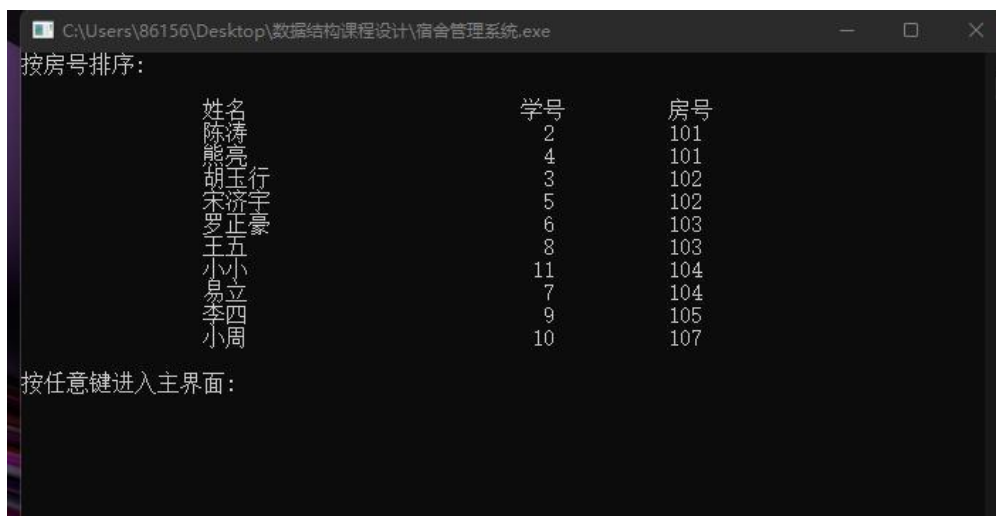 C:\Users\86156\Desktop\数据结构课程设计\宿舍管理系统.exe
按房号排序:
姓名 学号 房号
陈涛 2 101
熊亮 4 101
胡玉行 3 102
宋济宇 5 102
罗正豪 6 103
王五 8 103
小小 11 104
易立 7 104
李四 9 105
小周 10 107
按任意键进入主界面: